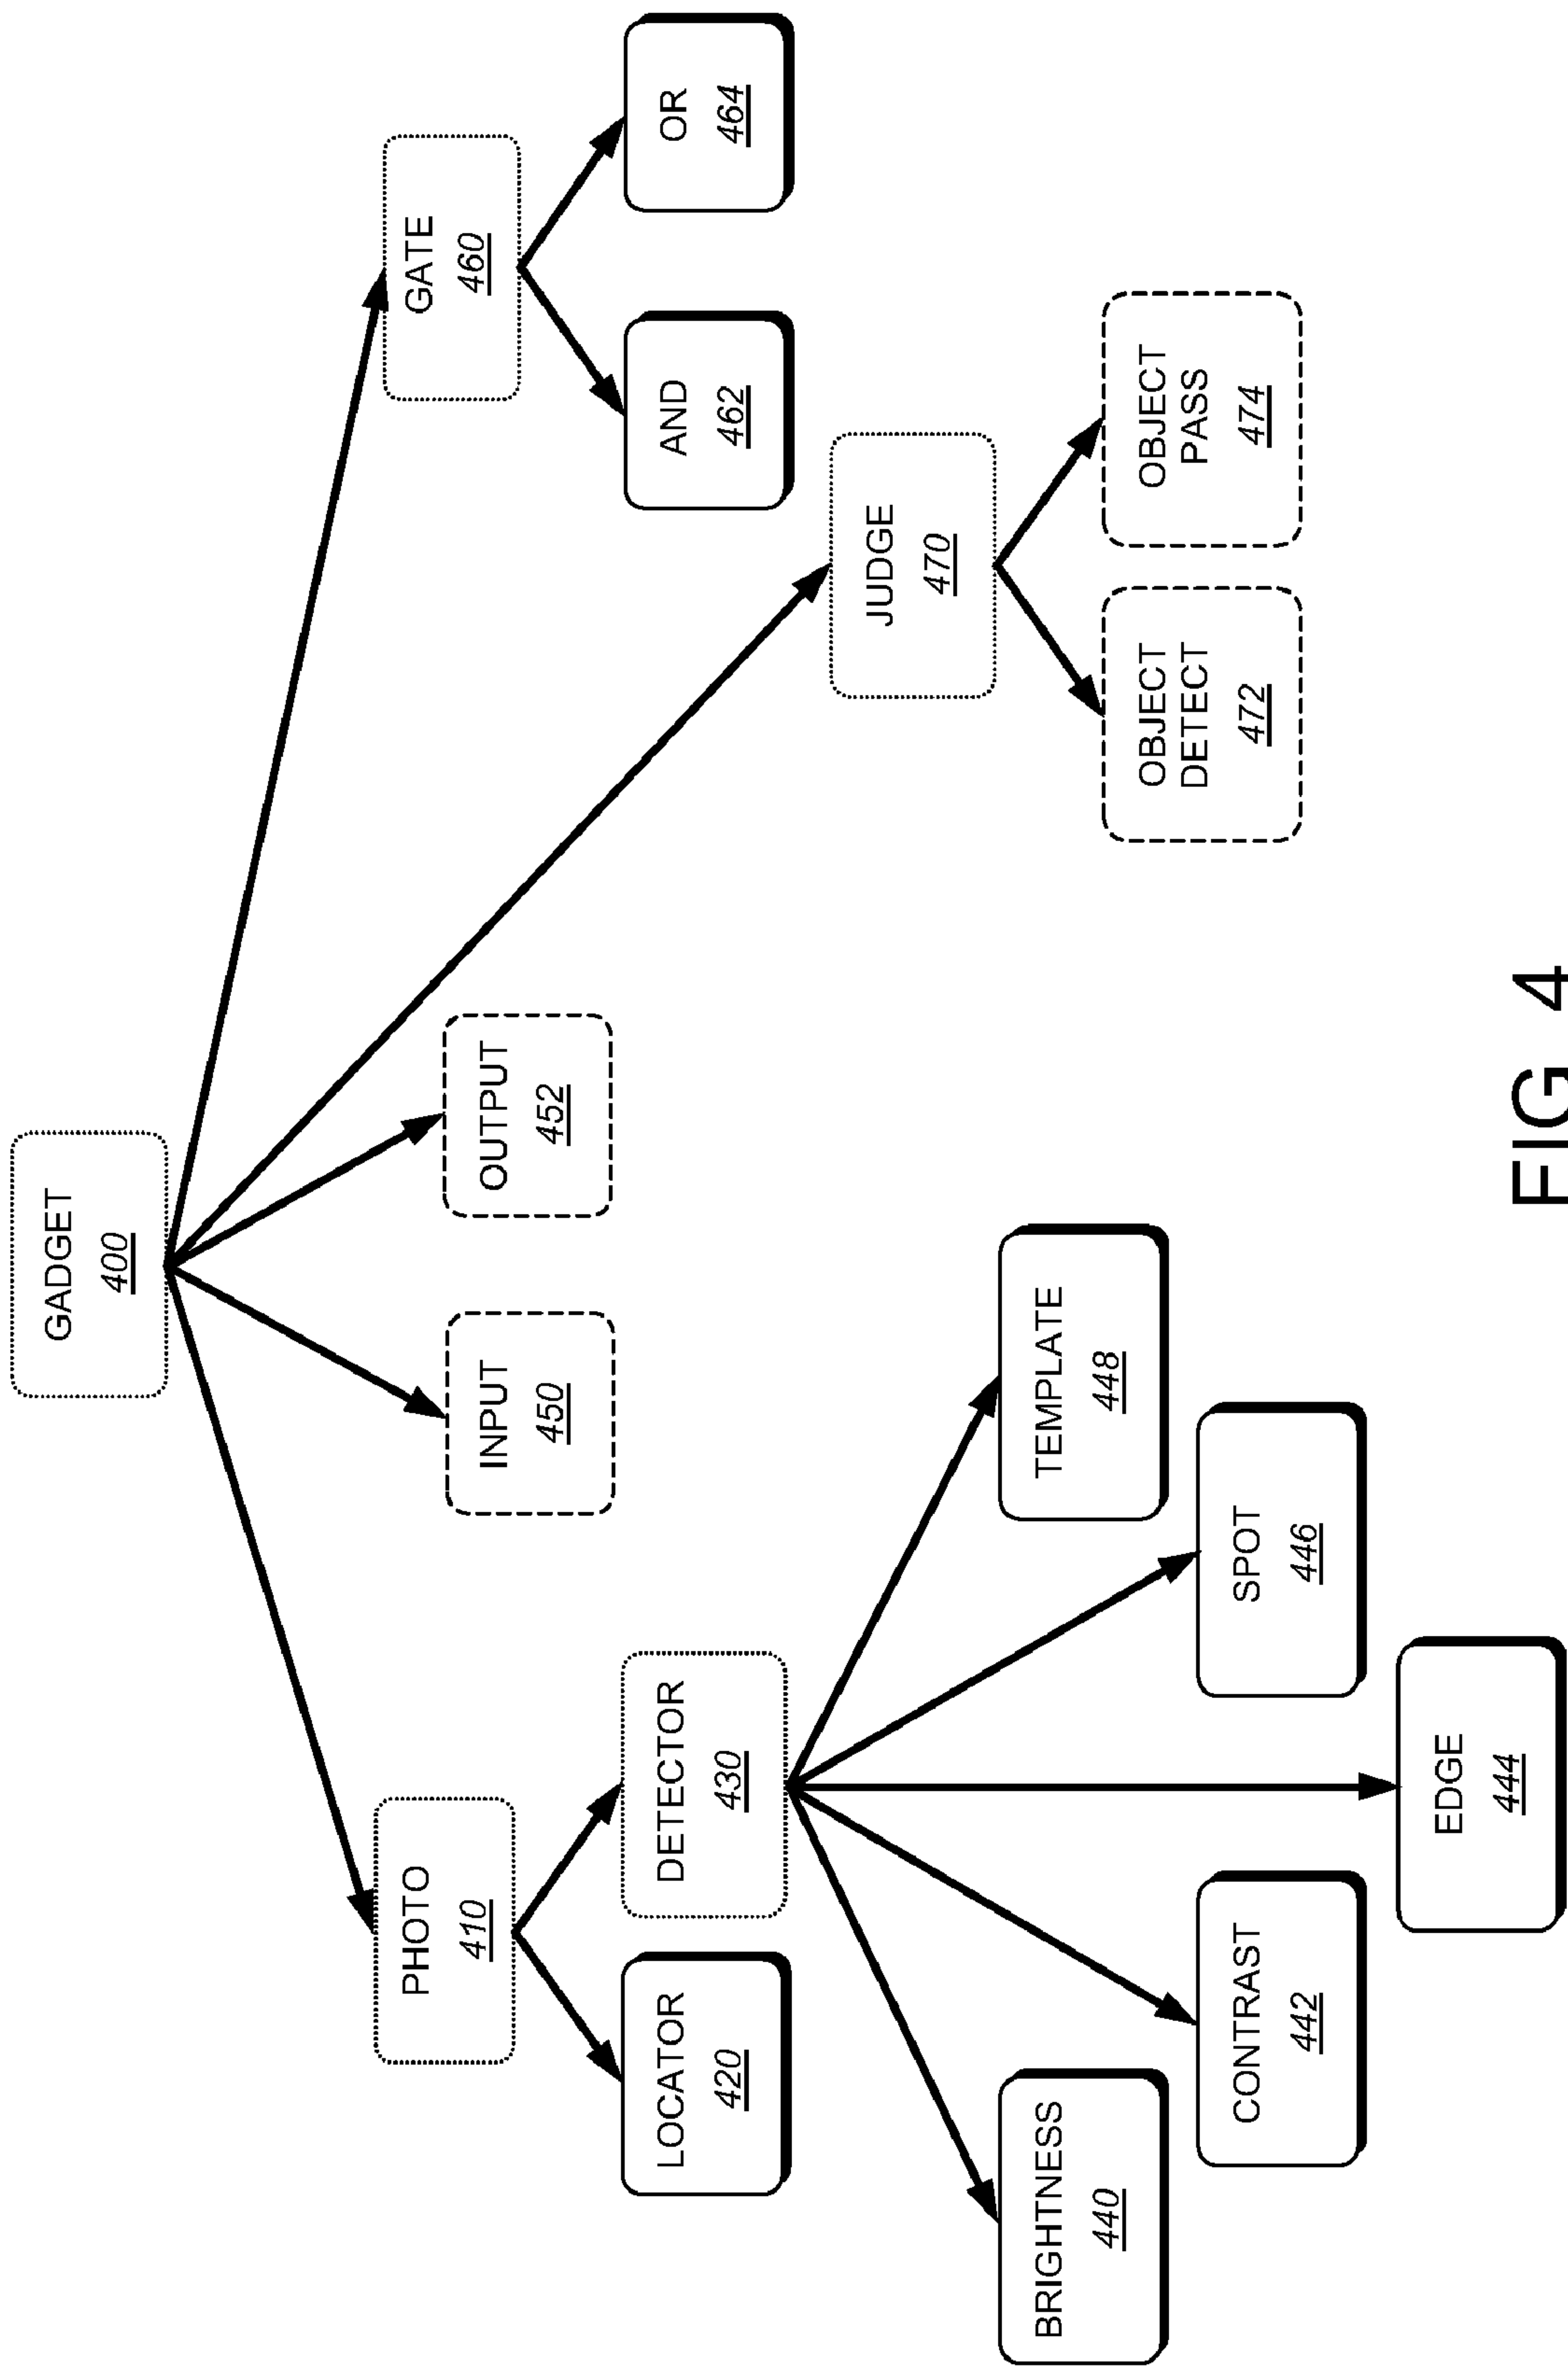 GADGET
400
PHOTO
410
INPUT
450
OUTPUT
452
GATE
460
LOCATOR
420
DETECTOR
430
AND
462
OR
464
JUDGE
470
BRIGHTNESS
440
TEMPLATE
448
OBJECT
DETECT
472
OBJECT
PASS
474
CONTRAST
442
SPOT
446
EDGE
444
FIG 4